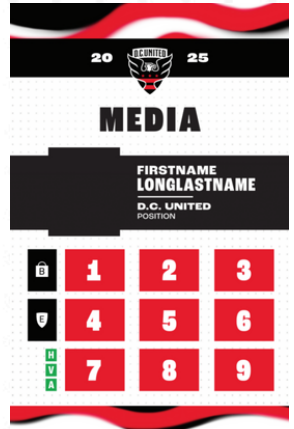 20 D.C.UNITED 25
MEDIA
FIRSTNAME
LONGLASTNAME
D.C. UNITED
POSITION
B 1 2 3
E 4 5 6
H
V 7 8 9
A